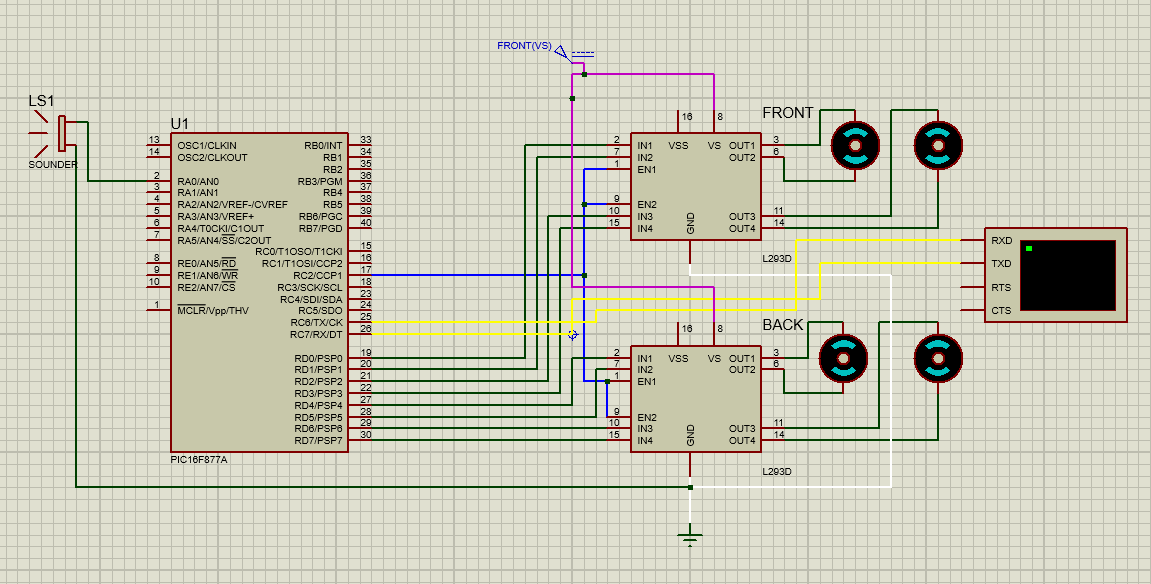 FRONT(VS)
LS1
SOUNDER
U1
13 OSC1/CLKIN
14 OSC2/CLKOUT
2 RA0/AN0
3 RA1/AN1
4 RA2/AN2/VREF-/CVREF
5 RA3/AN3/VREF+
6 RA4/T0CKI/C1OUT
7 RA5/AN4/SS/C2OUT
8 RE0/AN5/RD
9 RE1/AN6/WR
10 RE2/AN7/CS
1 MCLR/Vpp/THV
RB0/INT 33
RB1 34
RB2 35
RB3/PGM 36
RB4 37
RB5 38
RB6/PGC 39
RB7/PGD 40
RC0/T1OSO/T1CKI 15
RC1/T1OSI/CCP2 16
RC2/CCP1 17
RC3/SCK/SCL 18
RC4/SDI/SDA 23
RC5/SDO 24
RC6/TX/CK 25
RC7/RX/DT 26
RD0/PSP0 19
RD1/PSP1 20
RD2/PSP2 21
RD3/PSP3 22
RD4/PSP4 27
RD5/PSP5 28
RD6/PSP6 29
RD7/PSP7 30
PIC16F877A
FRONT
16 8
VSS VS
2 IN1
7 IN2
1 EN1
9 EN2
10 IN3
15 IN4
GND
OUT1 3
OUT2 6
OUT3 11
OUT4 14
L293D
RXD
TXD
RTS
CTS
BACK
16 8
VSS VS
2 IN1
7 IN2
1 EN1
9 EN2
10 IN3
15 IN4
GND
OUT1 3
OUT2 6
OUT3 11
OUT4 14
L293D